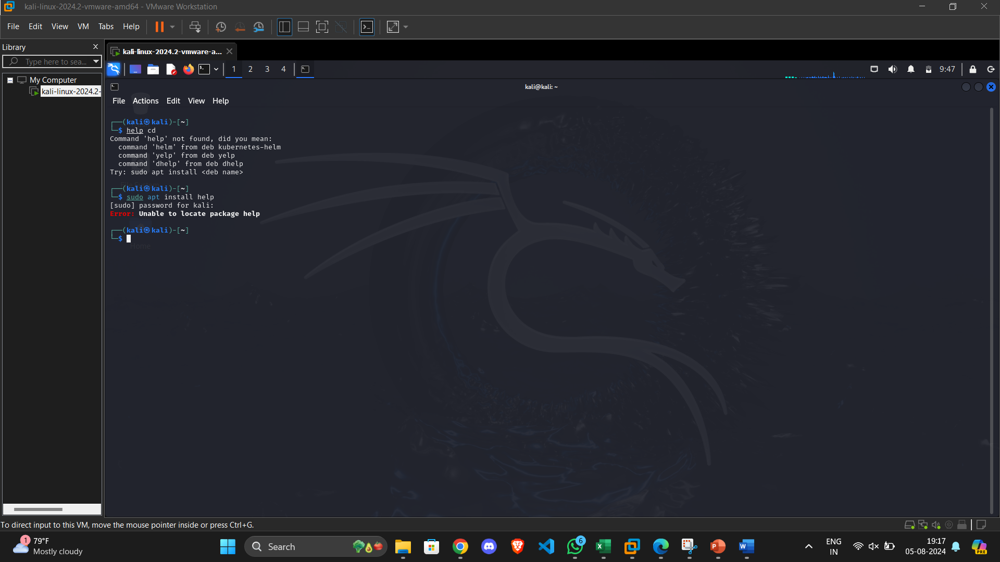 kali-linux-2024.2-vmware-amd64 - VMware Workstation
File Edit View VM Tabs Help
Library
kali-linux-2024.2-vmware-a...
Type here to sea...
1 2 3 4
9:47
My Computer
kali-linux-2024.2-
kali@kali: ~
File Actions Edit View Help
┌──(kali㉿kali)-[~]
└─$ help cd
Command 'help' not found, did you mean:
  command 'helm' from deb kubernetes-helm
  command 'yelp' from deb yelp
  command 'dhelp' from deb dhelp
Try: sudo apt install <deb name>
┌──(kali㉿kali)-[~]
└─$ sudo apt install help
[sudo] password for kali:
Error: Unable to locate package help
┌──(kali㉿kali)-[~]
└─$
Home
To direct input to this VM, move the mouse pointer inside or press Ctrl+G.
1
79°F
Mostly cloudy
Search
6
ENG
IN
19:17
05-08-2024
PRE